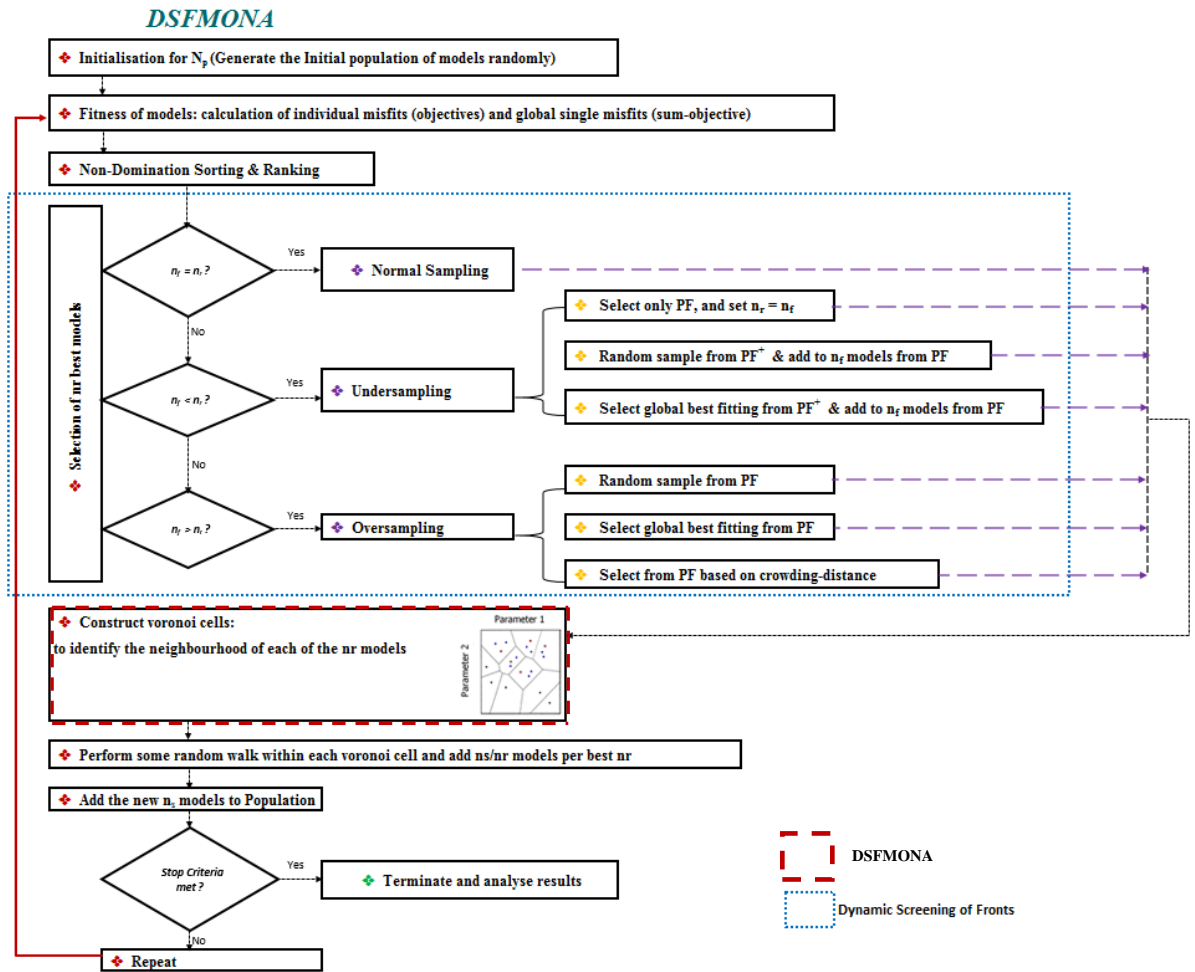 DSFMONA
Initialisation for Np (Generate the Initial population of models randomly)
Fitness of models: calculation of individual misfits (objectives) and global single misfits (sum-objective)
Non-Domination Sorting & Ranking
Selection of nr best models
nf = nr ?
Yes
Normal Sampling
No
Select only PF, and set nr = nf
Random sample from PF+ & add to nf models from PF
nf < nr ?
Yes
Undersampling
Select global best fitting from PF+ & add to nf models from PF
No
Random sample from PF
nf > nr ?
Yes
Oversampling
Select global best fitting from PF
Select from PF based on crowding-distance
Construct voronoi cells:
to identify the neighbourhood of each of the nr models
Parameter 1
Parameter 2
Perform some random walk within each voronoi cell and add ns/nr models per best nr
Add the new ns models to Population
Stop Criteria
met ?
Yes
Terminate and analyse results
No
Repeat
DSFMONA
Dynamic Screening of Fronts